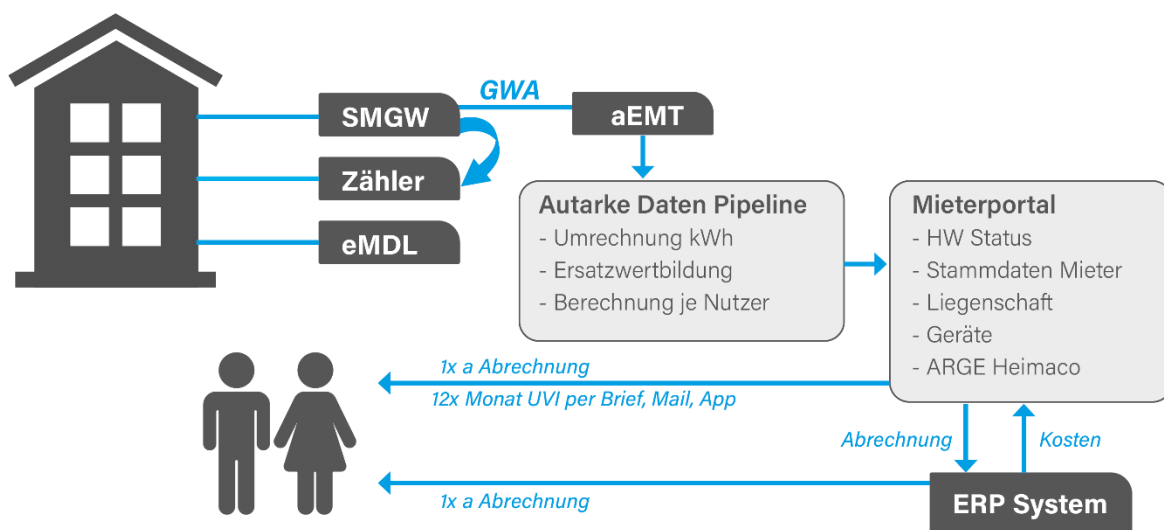 GWA
SMGW
aEMT
Zähler
eMDL
Autarke Daten Pipeline
- Umrechnung kWh
- Ersatzwertbildung
- Berechnung je Nutzer
Mieterportal
- HW Status
- Stammdaten Mieter
- Liegenschaft
- Geräte
- ARGE Heimaco
1x a Abrechnung
12x Monat UVI per Brief, Mail, App
Abrechnung
Kosten
1x a Abrechnung
ERP System